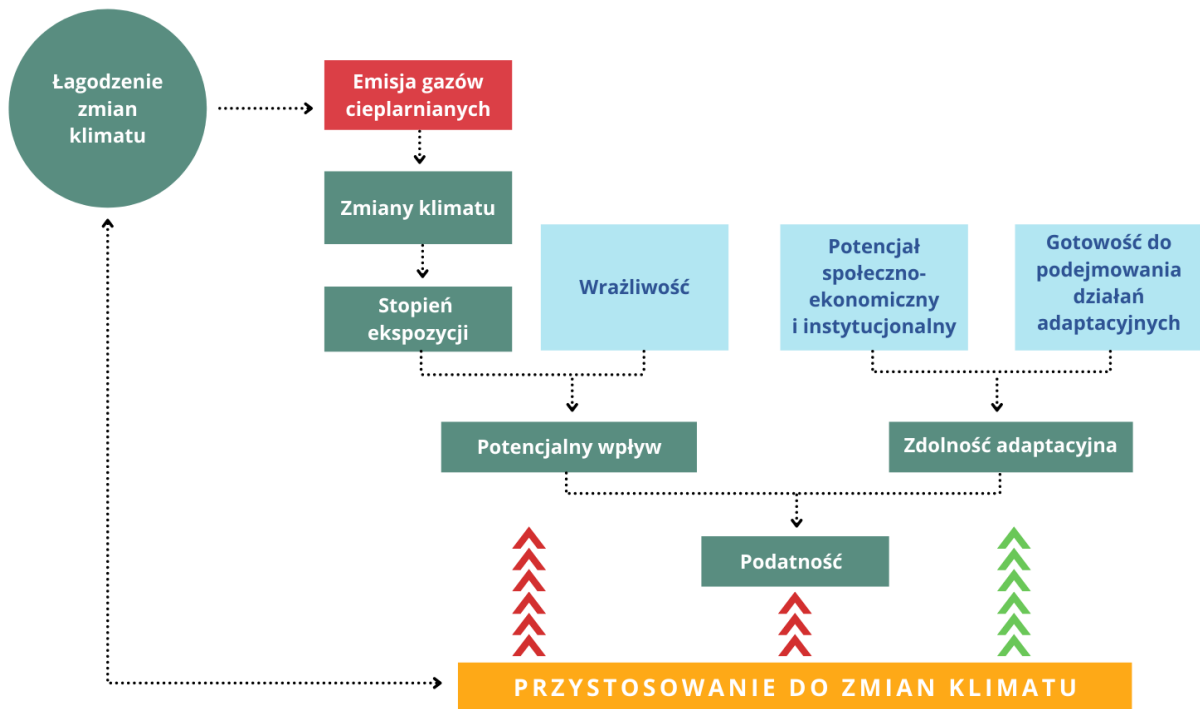 Łagodzenie
zmian
klimatu
Emisja gazów
cieplarnianych
Zmiany klimatu
Stopień
ekspozycji
Wrażliwość
Potencjał
społeczno-
ekonomiczny
i instytucjonalny
Gotowość do
podejmowania
działań
adaptacyjnych
Potencjalny wpływ
Zdolność adaptacyjna
Podatność
PRZYSTOSOWANIE DO ZMIAN KLIMATU